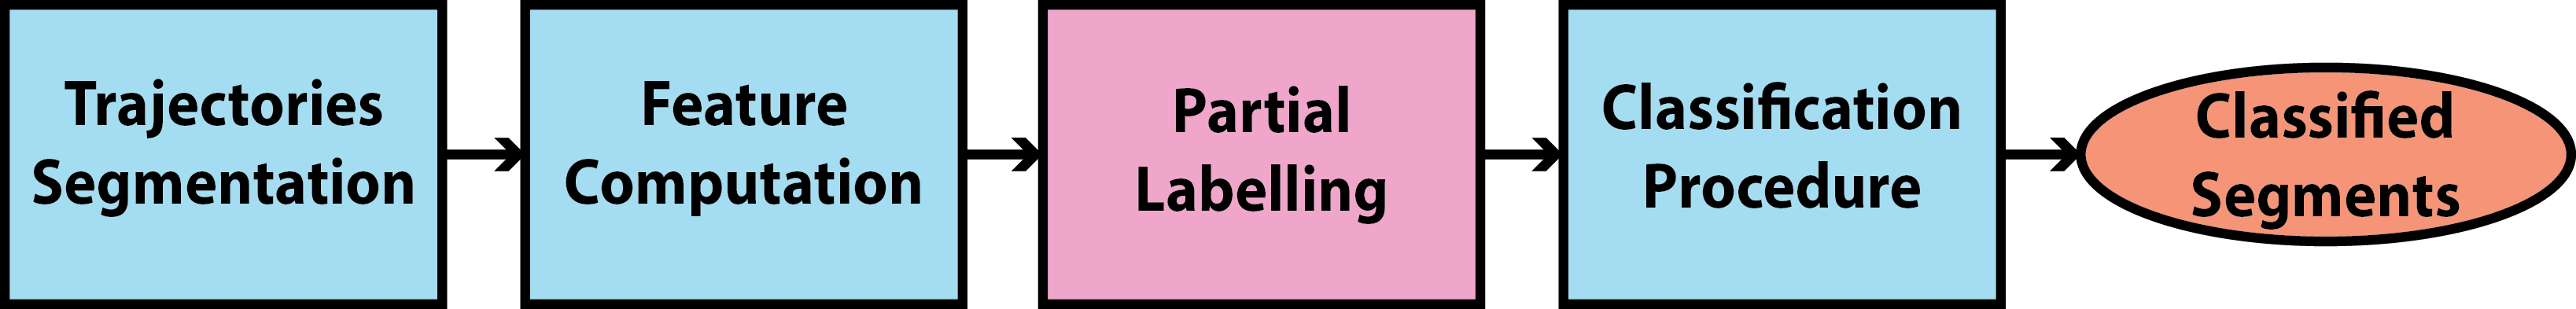 Trajectories
Segmentation
Feature
Computation
Partial
Labelling
Classification
Procedure
Classified
Segments